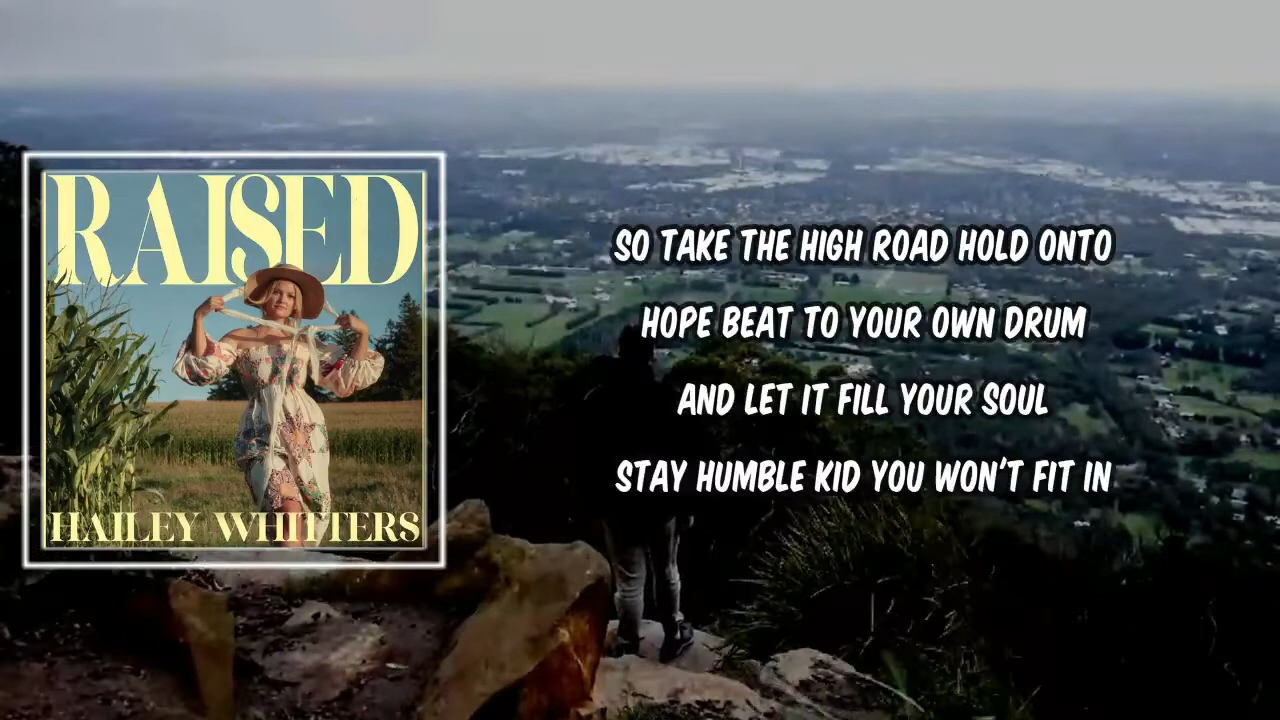 RAISED
HAILEY WHITTERS
SO TAKE THE HIGH ROAD HOLD ONTO
HOPE BEAT TO YOUR OWN DRUM
AND LET IT FILL YOUR SOUL
STAY HUMBLE KID YOU WON'T FIT IN